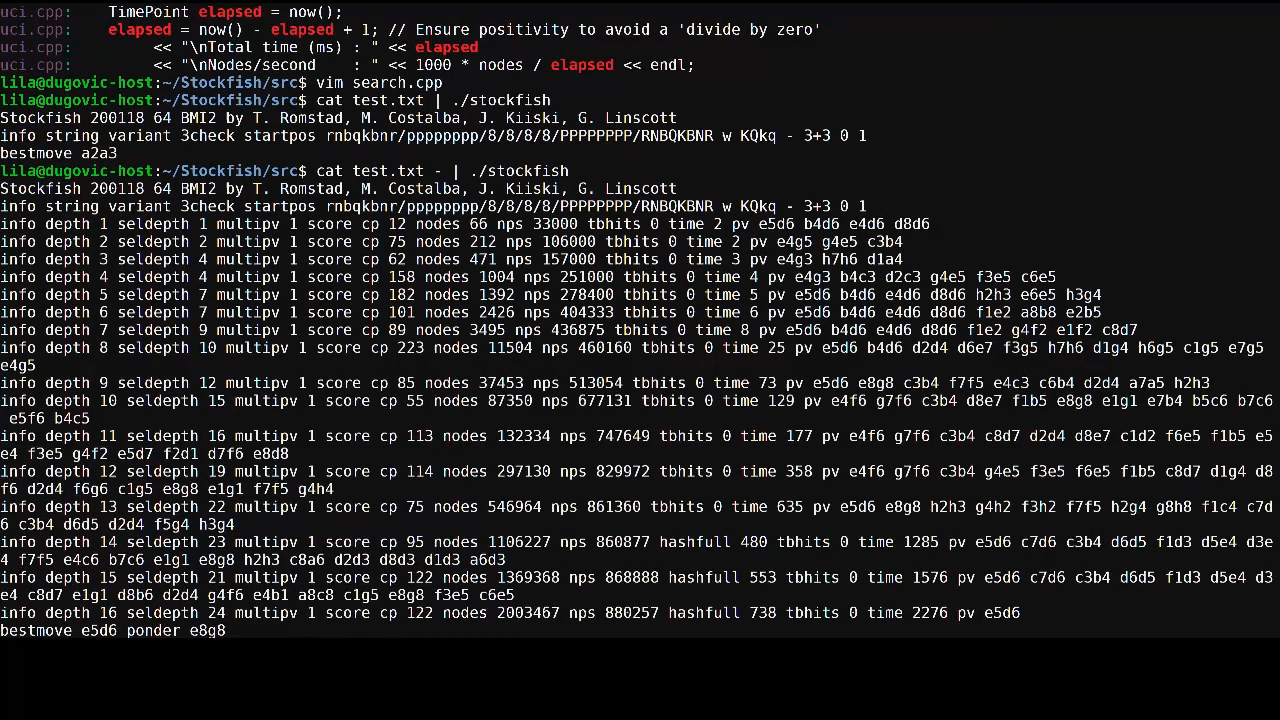 uci.cpp:    TimePoint elapsed = now();
uci.cpp:    elapsed = now() - elapsed + 1; // Ensure positivity to avoid a 'divide by zero'
uci.cpp:         << "\nTotal time (ms) : " << elapsed
uci.cpp:         << "\nNodes/second    : " << 1000 * nodes / elapsed << endl;
lila@dugovic-host:~/Stockfish/src$ vim search.cpp
lila@dugovic-host:~/Stockfish/src$ cat test.txt | ./stockfish
Stockfish 200118 64 BMI2 by T. Romstad, M. Costalba, J. Kiiski, G. Linscott
info string variant 3check startpos rnbqkbnr/pppppppp/8/8/8/8/PPPPPPPP/RNBQKBNR w KQkq - 3+3 0 1
bestmove a2a3
lila@dugovic-host:~/Stockfish/src$ cat test.txt - | ./stockfish
Stockfish 200118 64 BMI2 by T. Romstad, M. Costalba, J. Kiiski, G. Linscott
info string variant 3check startpos rnbqkbnr/pppppppp/8/8/8/8/PPPPPPPP/RNBQKBNR w KQkq - 3+3 0 1
info depth 1 seldepth 1 multipv 1 score cp 12 nodes 66 nps 33000 tbhits 0 time 2 pv e5d6 b4d6 e4d6 d8d6
info depth 2 seldepth 2 multipv 1 score cp 75 nodes 212 nps 106000 tbhits 0 time 2 pv e4g5 g4e5 c3b4
info depth 3 seldepth 4 multipv 1 score cp 62 nodes 471 nps 157000 tbhits 0 time 3 pv e4g3 h7h6 d1a4
info depth 4 seldepth 4 multipv 1 score cp 158 nodes 1004 nps 251000 tbhits 0 time 4 pv e4g3 b4c3 d2c3 g4e5 f3e5 c6e5
info depth 5 seldepth 7 multipv 1 score cp 182 nodes 1392 nps 278400 tbhits 0 time 5 pv e5d6 b4d6 e4d6 d8d6 h2h3 e6e5 h3g4
info depth 6 seldepth 7 multipv 1 score cp 101 nodes 2426 nps 404333 tbhits 0 time 6 pv e5d6 b4d6 e4d6 d8d6 f1e2 a8b8 e2b5
info depth 7 seldepth 9 multipv 1 score cp 89 nodes 3495 nps 436875 tbhits 0 time 8 pv e5d6 b4d6 e4d6 d8d6 f1e2 g4f2 e1f2 c8d7
info depth 8 seldepth 10 multipv 1 score cp 223 nodes 11504 nps 460160 tbhits 0 time 25 pv e5d6 b4d6 d2d4 d6e7 f3g5 h7h6 d1g4 h6g5 c1g5 e7g5
e4g5
info depth 9 seldepth 12 multipv 1 score cp 85 nodes 37453 nps 513054 tbhits 0 time 73 pv e5d6 e8g8 c3b4 f7f5 e4c3 c6b4 d2d4 a7a5 h2h3
info depth 10 seldepth 15 multipv 1 score cp 55 nodes 87350 nps 677131 tbhits 0 time 129 pv e4f6 g7f6 c3b4 d8e7 f1b5 e8g8 e1g1 e7b4 b5c6 b7c6
 e5f6 b4c5
info depth 11 seldepth 16 multipv 1 score cp 113 nodes 132334 nps 747649 tbhits 0 time 177 pv e4f6 g7f6 c3b4 c8d7 d2d4 d8e7 c1d2 f6e5 f1b5 e5
e4 f3e5 g4f2 e5d7 f2d1 d7f6 e8d8
info depth 12 seldepth 19 multipv 1 score cp 114 nodes 297130 nps 829972 tbhits 0 time 358 pv e4f6 g7f6 c3b4 g4e5 f3e5 f6e5 f1b5 c8d7 d1g4 d8
f6 d2d4 f6g6 c1g5 e8g8 e1g1 f7f5 g4h4
info depth 13 seldepth 22 multipv 1 score cp 75 nodes 546964 nps 861360 tbhits 0 time 635 pv e5d6 e8g8 h2h3 g4h2 f3h2 f7f5 h2g4 g8h8 f1c4 c7d
6 c3b4 d6d5 d2d4 f5g4 h3g4
info depth 14 seldepth 23 multipv 1 score cp 95 nodes 1106227 nps 860877 hashfull 480 tbhits 0 time 1285 pv e5d6 c7d6 c3b4 d6d5 f1d3 d5e4 d3e
4 f7f5 e4c6 b7c6 e1g1 e8g8 h2h3 c8a6 d2d3 d8d3 d1d3 a6d3
info depth 15 seldepth 21 multipv 1 score cp 122 nodes 1369368 nps 868888 hashfull 553 tbhits 0 time 1576 pv e5d6 c7d6 c3b4 d6d5 f1d3 d5e4 d3
e4 c8d7 e1g1 d8b6 d2d4 g4f6 e4b1 a8c8 c1g5 e8g8 f3e5 c6e5
info depth 16 seldepth 24 multipv 1 score cp 122 nodes 2003467 nps 880257 hashfull 738 tbhits 0 time 2276 pv e5d6
bestmove e5d6 ponder e8g8